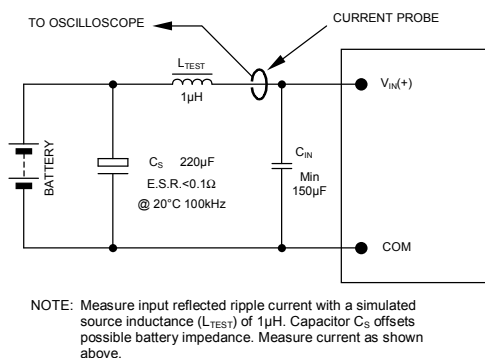 TO OSCILLOSCOPE
CURRENT PROBE
LTEST
1μH
VIN(+)
BATTERY
CS 220μF
E.S.R.<0.1Ω
@ 20°C 100kHz
CIN
Min
150μF
COM
NOTE: Measure input reflected ripple current with a simulated
source inductance (LTEST) of 1μH. Capacitor CS offsets
possible battery impedance. Measure current as shown
above.